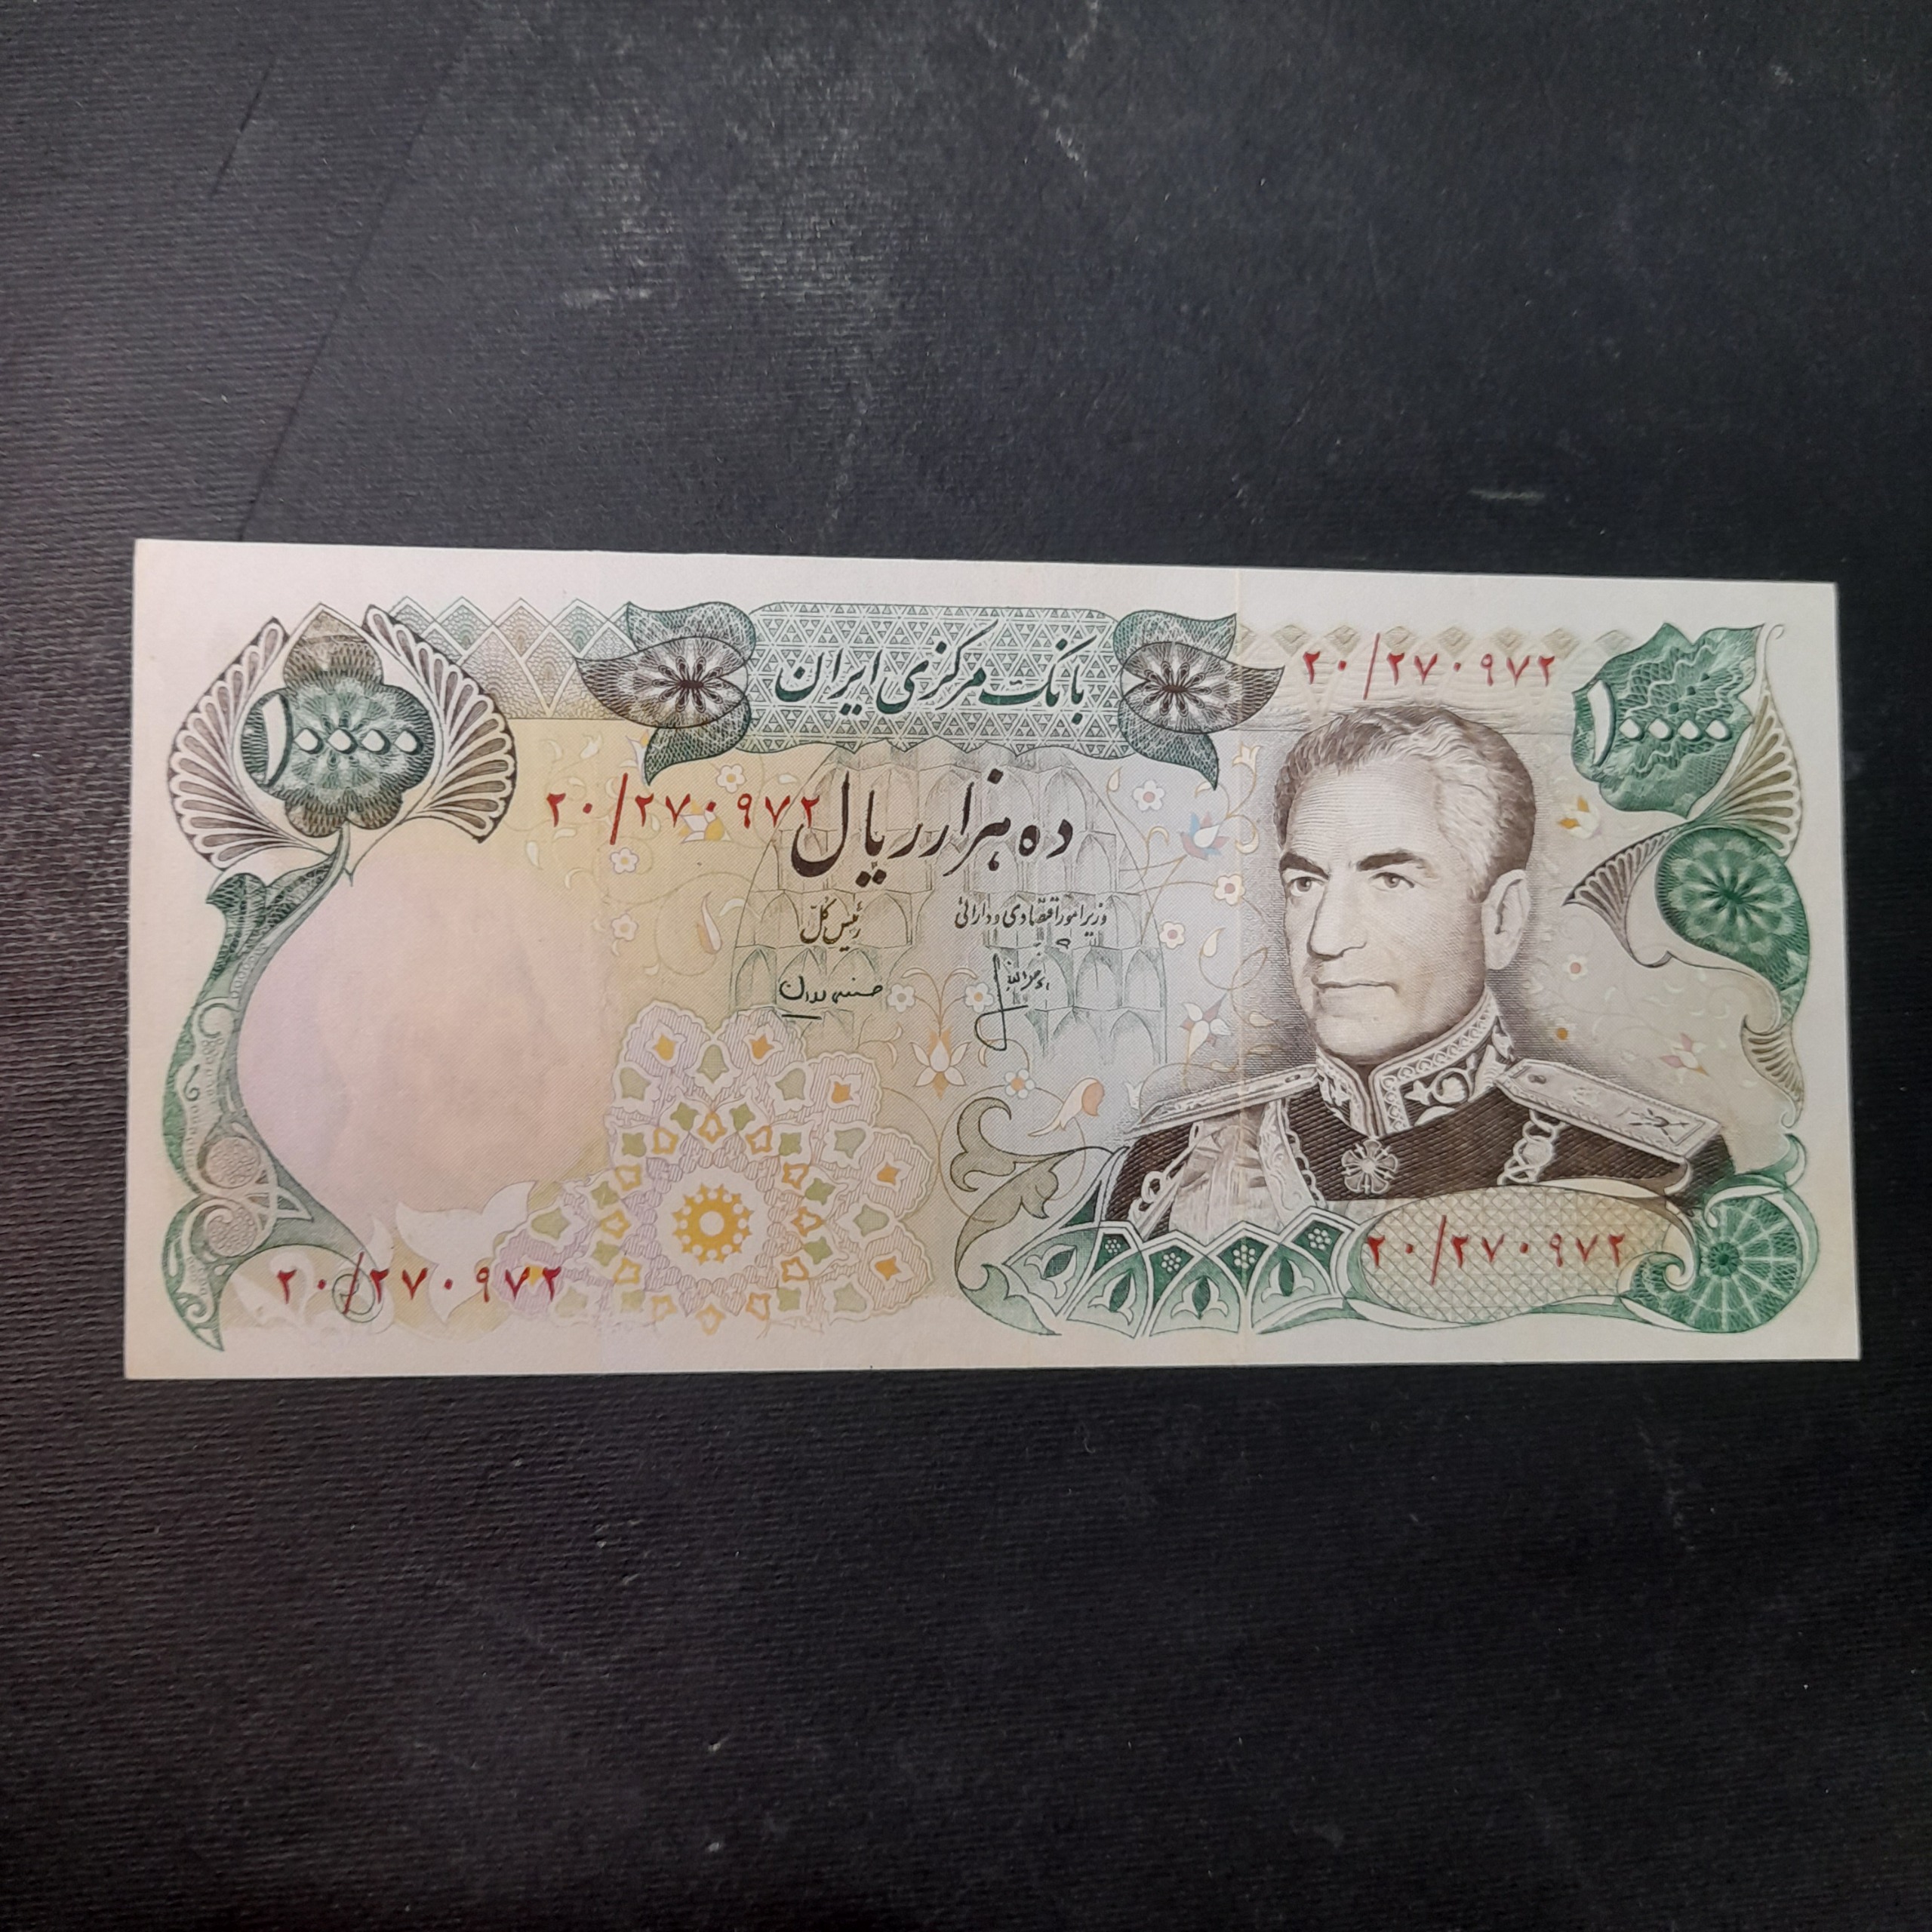 بانک مرکزی ایران
۲۰/۲۷۰۹۷۲
۱۰۰۰۰
۱۰۰۰۰
ده هزار ریال
۲۰/۲۷۰۹۷۲
وزیر امور اقتصادی و دارائی
رئیس کل
۲۰/۲۷۰۹۷۲
۲۰/۲۷۰۹۷۲